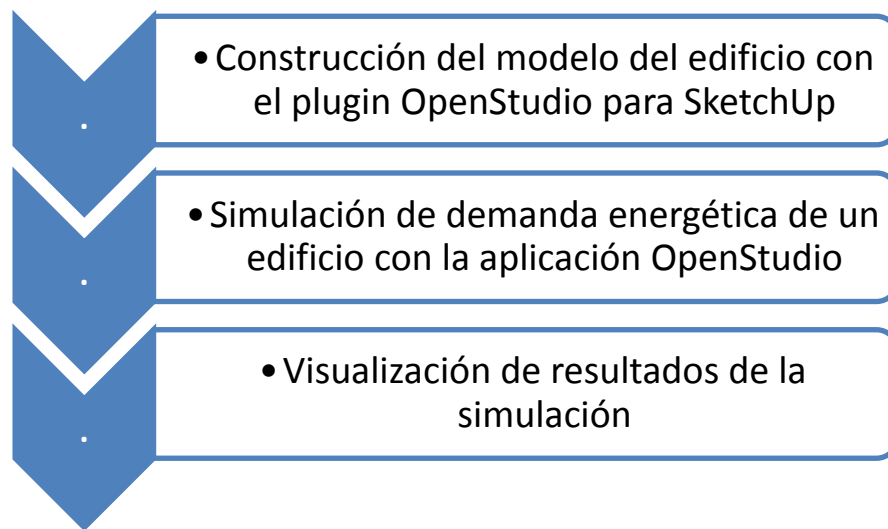 •Construcción del modelo del edificio con
el plugin OpenStudio para SketchUp
.
•Simulación de demanda energética de un
edificio con la aplicación OpenStudio
.
•Visualización de resultados de la
simulación
.